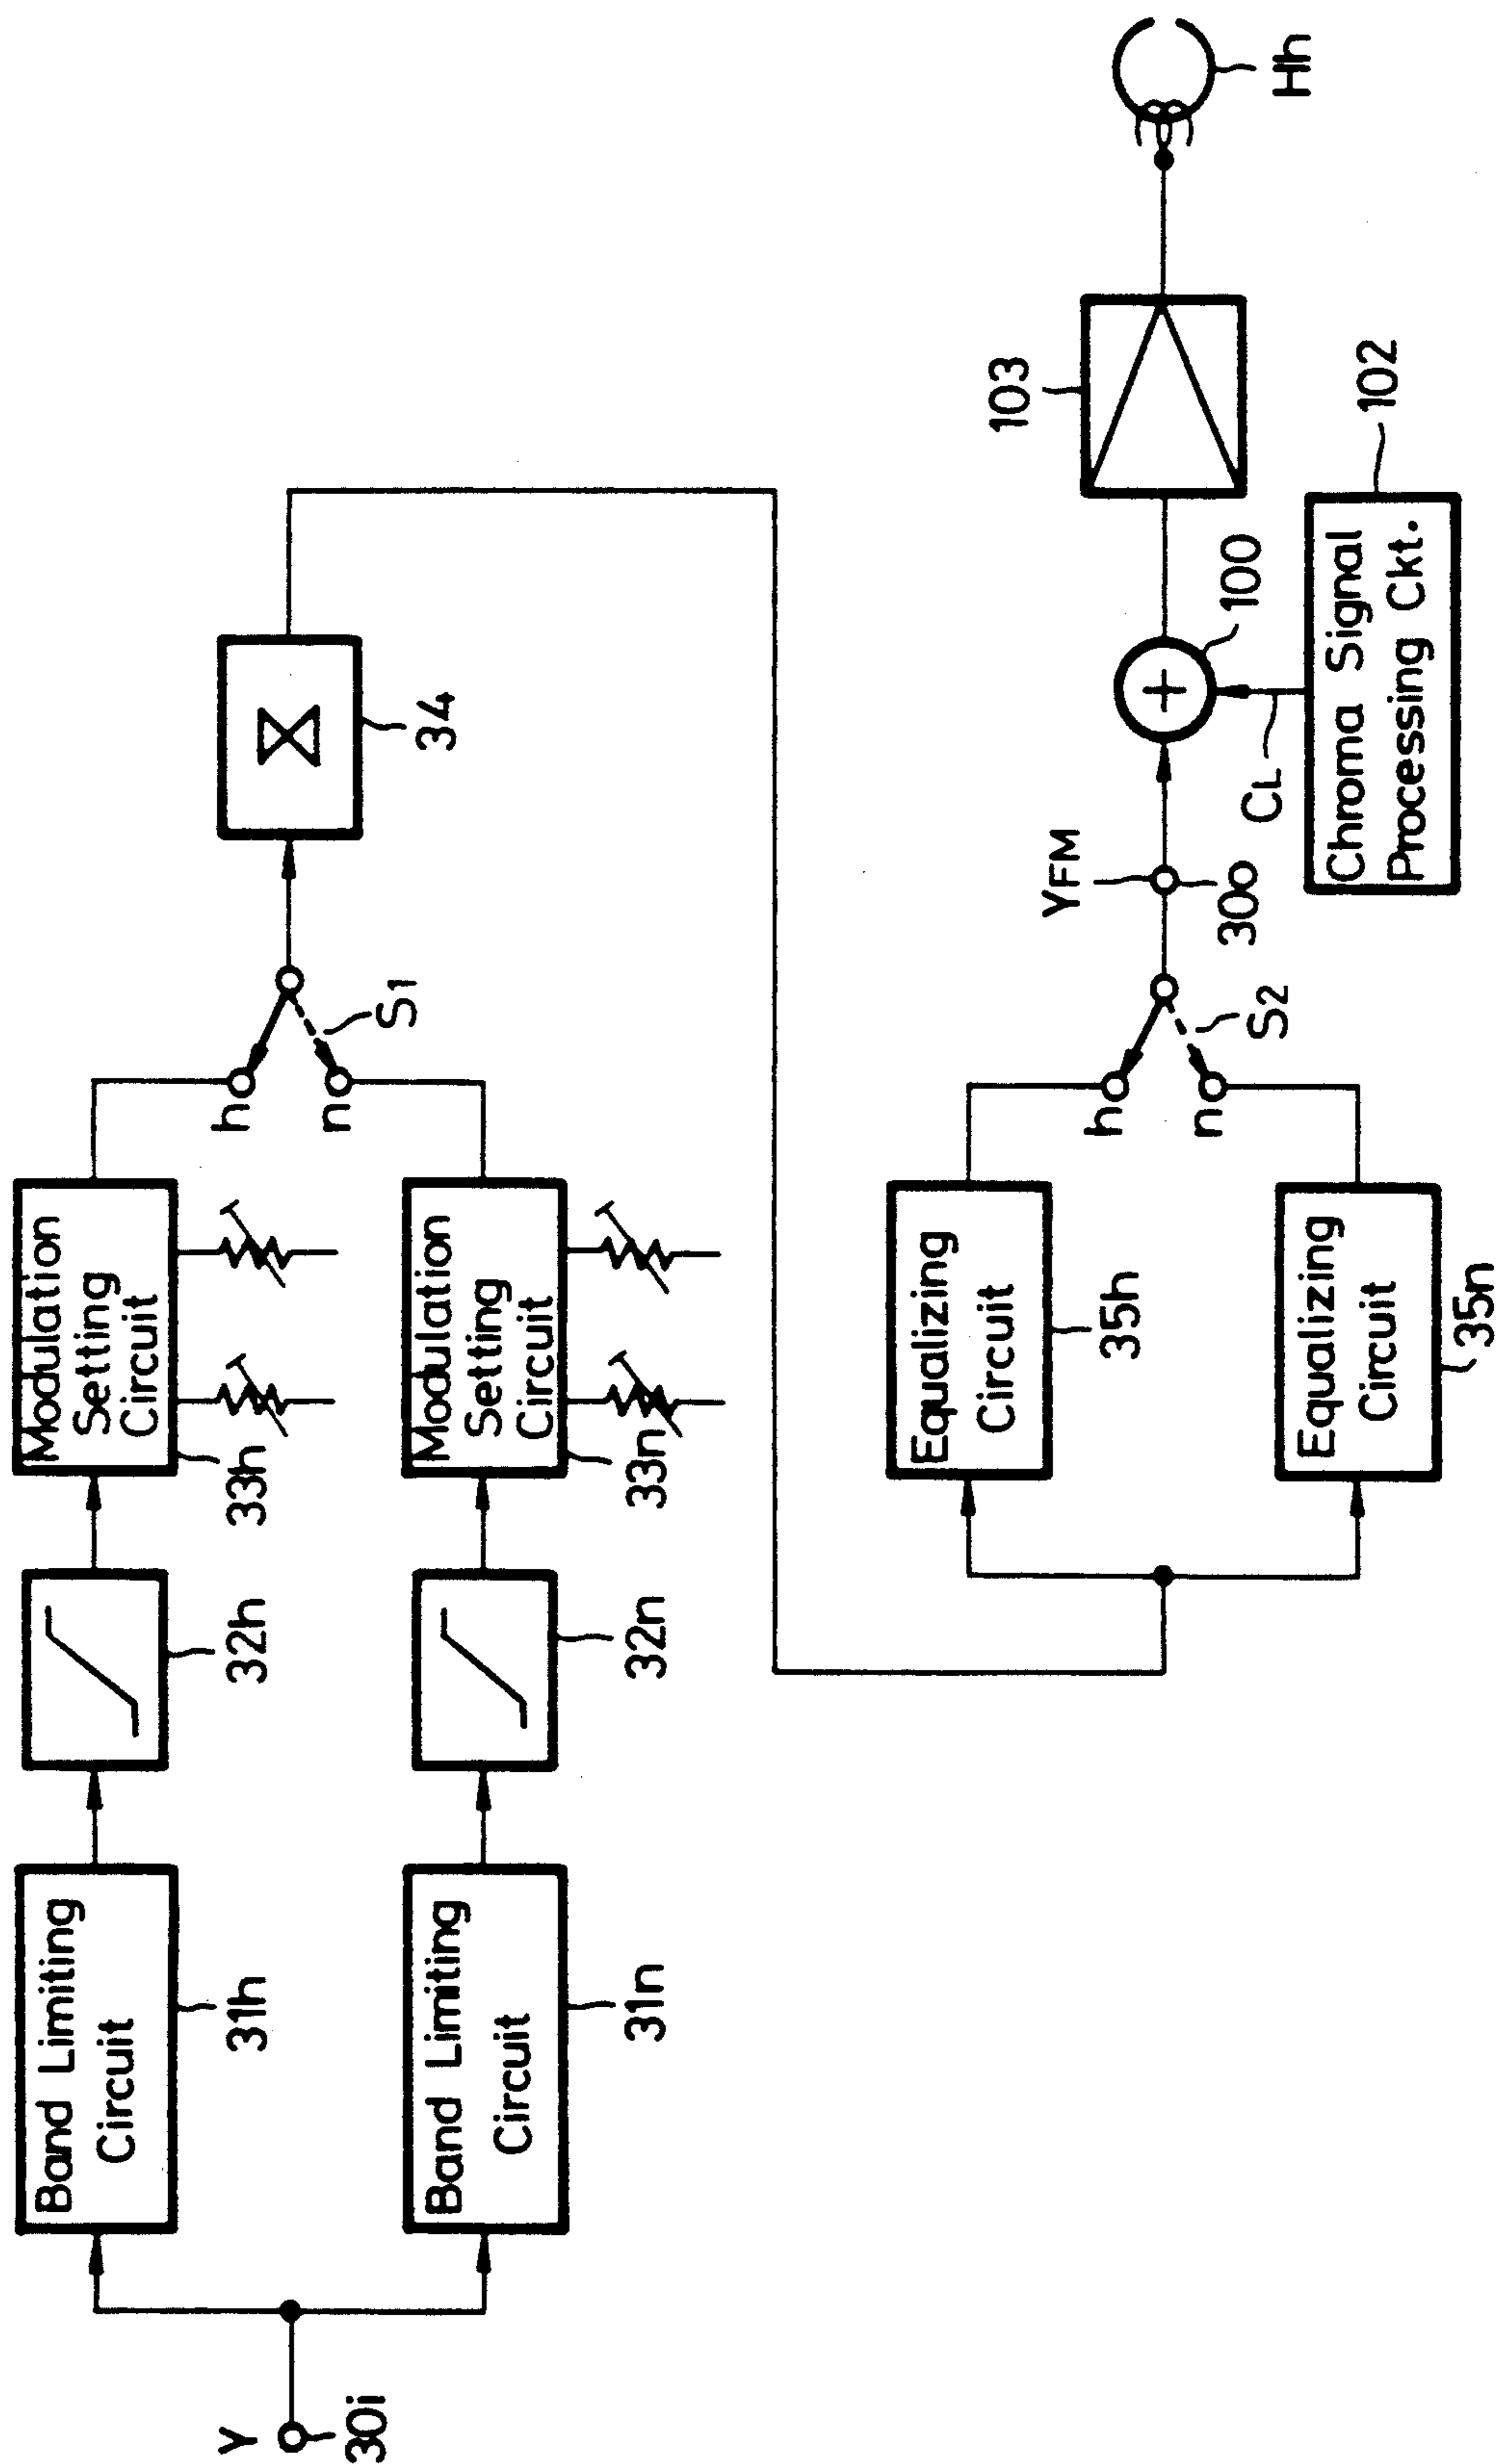 Y
30i
Band Limiting
Circuit
31h
32h
Modulation
Setting
Circuit
33h
h
n
S1
34
Band Limiting
Circuit
31n
32n
Modulation
Setting
Circuit
33n
Equalizing
Circuit
35h
Equalizing
Circuit
35n
h
n
S2
YFM
30o
CL
100
Chroma Signal
Processing Ckt.
102
103
Hh